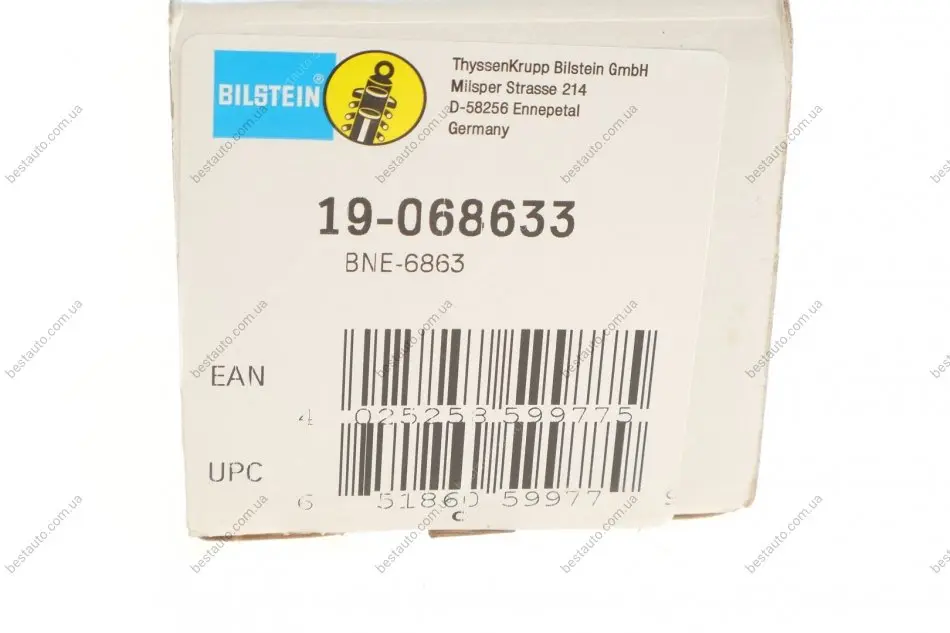 BILSTEIN®
ThyssenKrupp Bilstein GmbH
Milsper Strasse 214
D-58256 Ennepetal
Germany
19-068633
BNE-6863
EAN
4 025258 599775
UPC
6 51860 59977
C
bestauto.com.ua